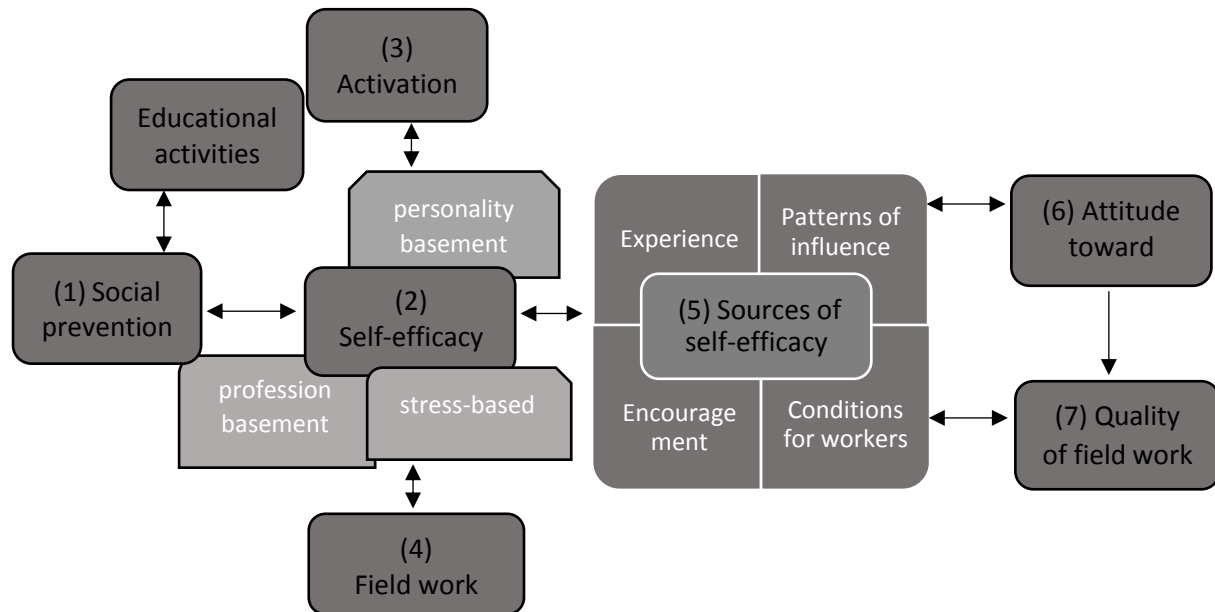 (3)
Activation
Educational
activities
personality
basement
(1) Social
prevention
(2)
Self-efficacy
profession
basement
stress-based
(4)
Field work
Experience
Patterns of
influence
(5) Sources of
self-efficacy
Encourage
ment
Conditions
for workers
(6) Attitude
toward
(7) Quality
of field work